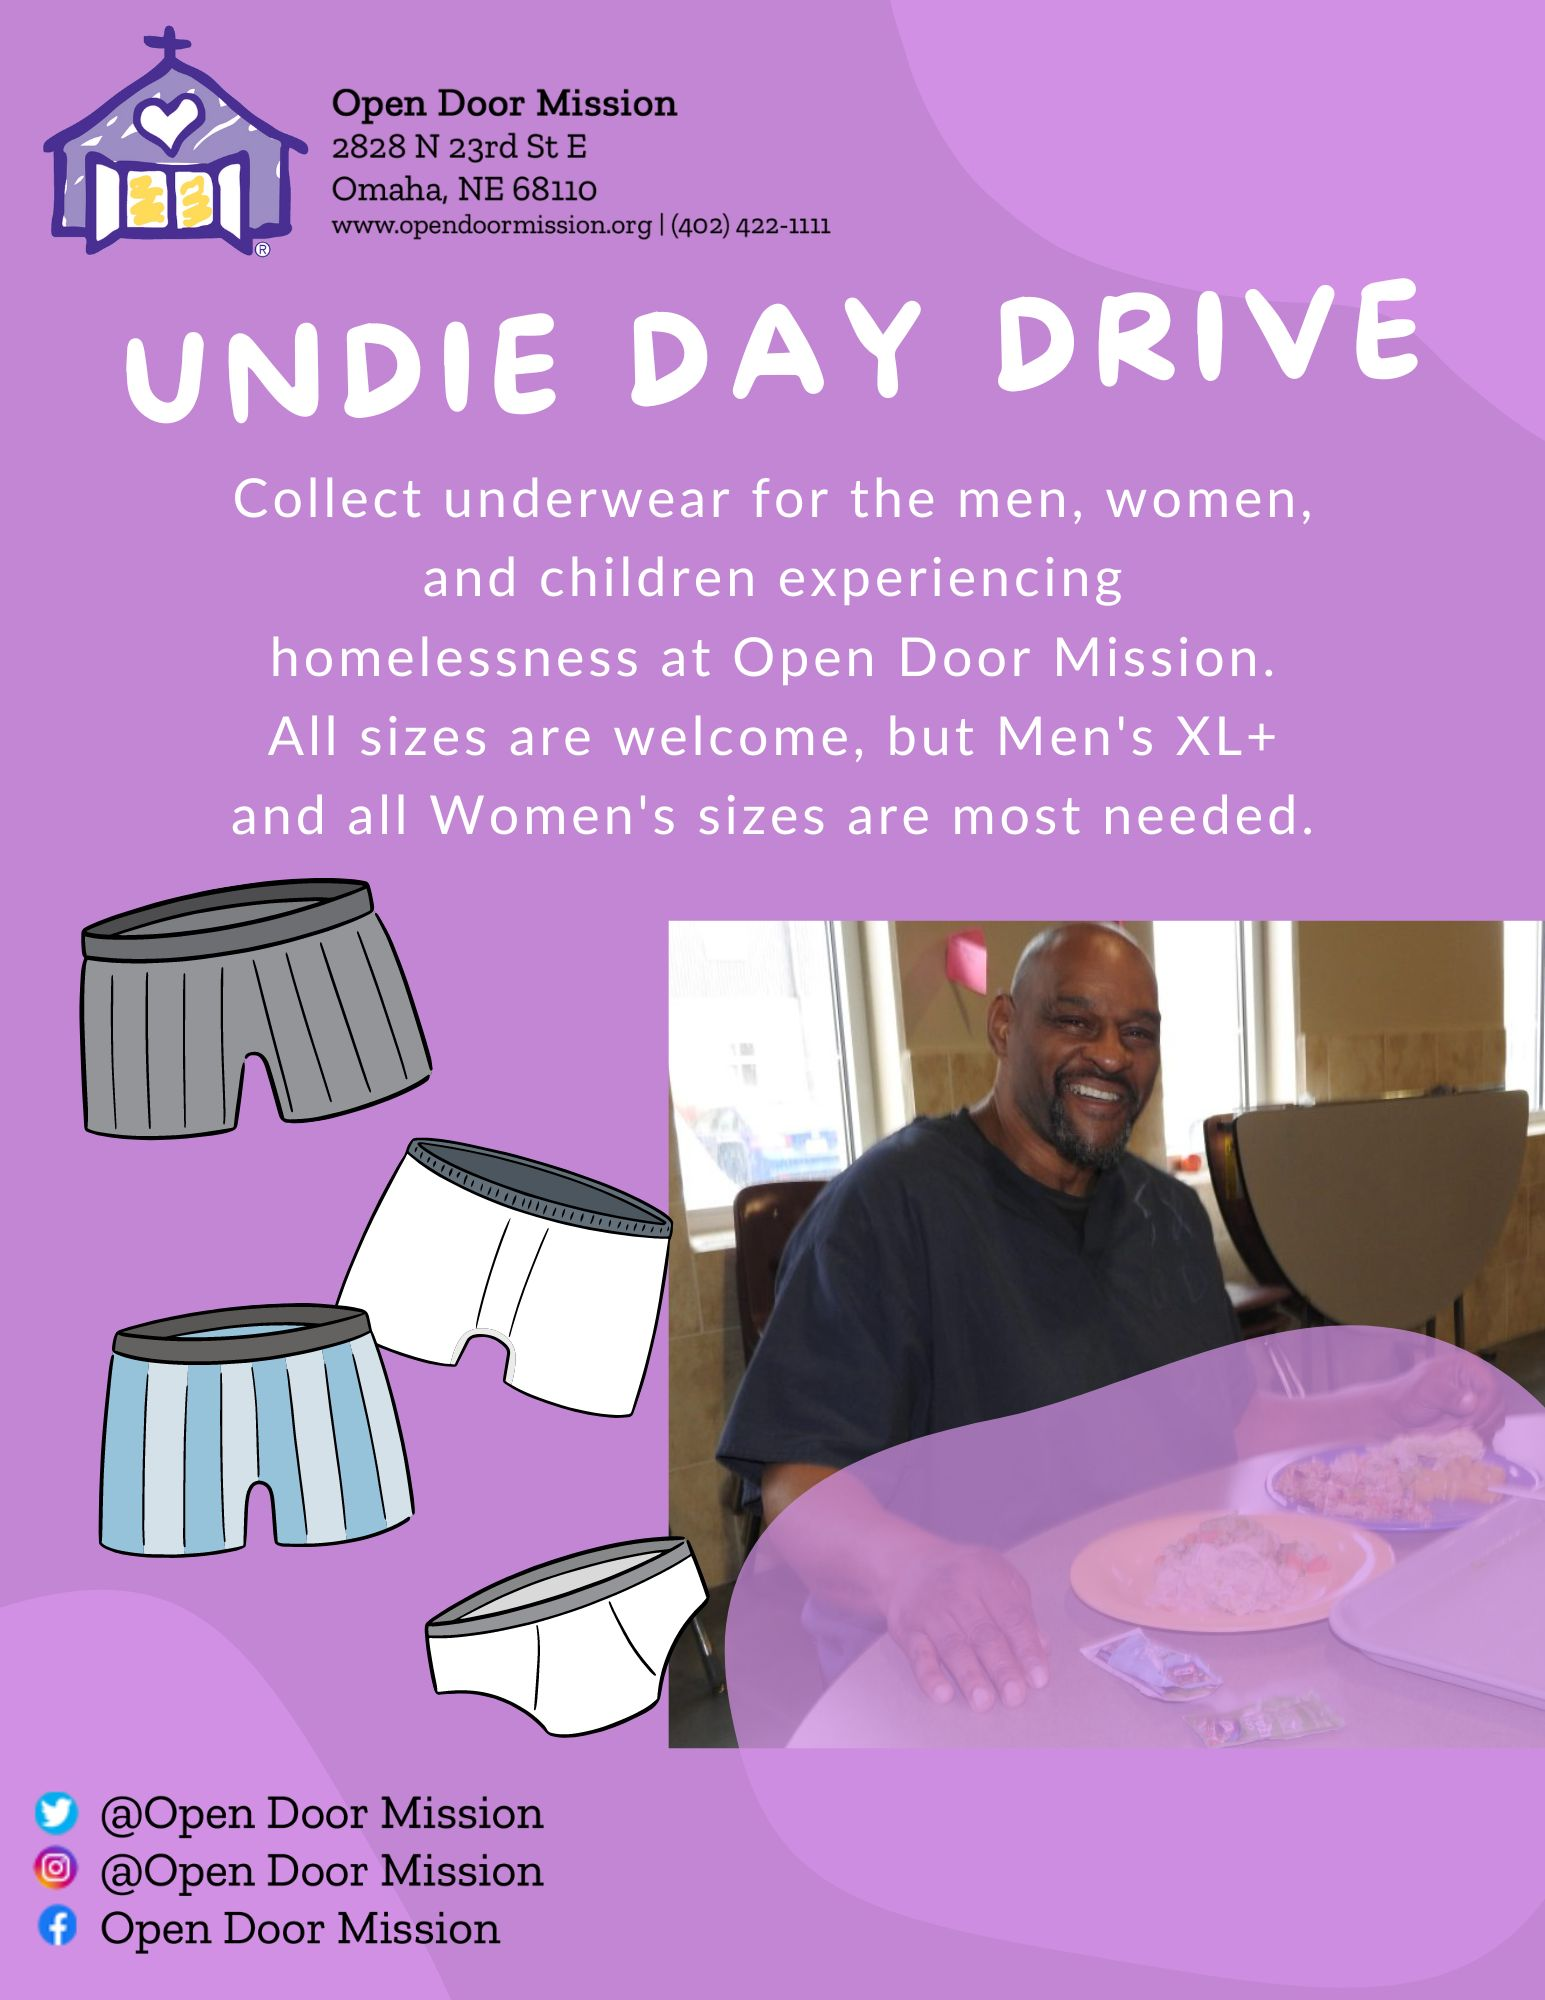 Open Door Mission
2828 N 23rd St E
Omaha, NE 68110
www.opendoormission.org | (402) 422-1111
UNDIE DAY DRIVE
Collect underwear for the men, women,
and children experiencing
homelessness at Open Door Mission.
All sizes are welcome, but Men's XL+
and all Women's sizes are most needed.
@Open Door Mission
@Open Door Mission
Open Door Mission